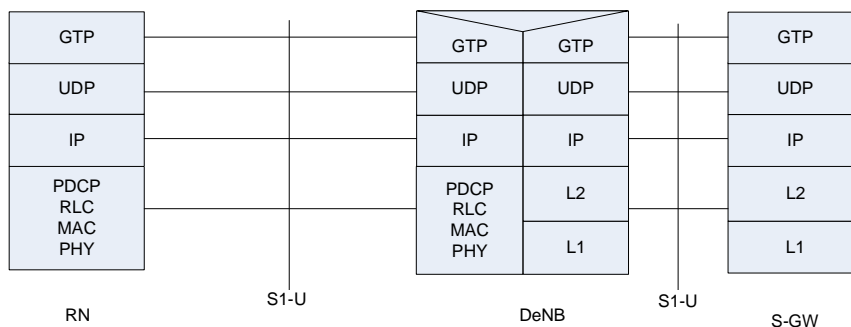 GTP
UDP
IP
PDCP
RLC
MAC
PHY
RN
S1-U
GTP
GTP
UDP
UDP
IP
IP
PDCP
RLC
MAC
PHY
L2
L1
DeNB
S1-U
GTP
UDP
IP
L2
L1
S-GW